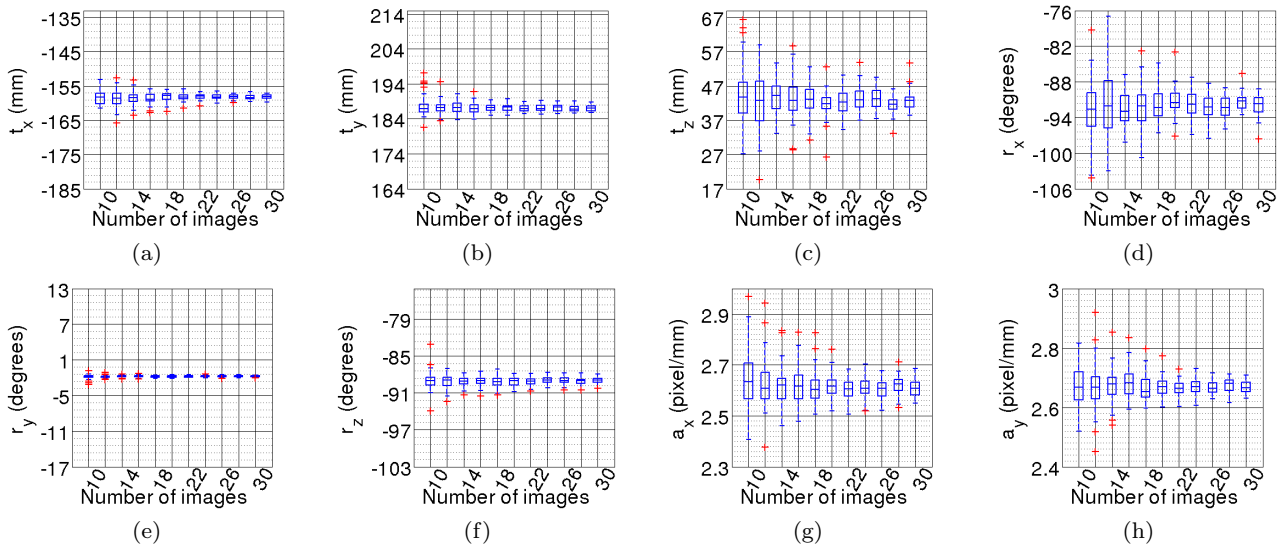 -135
-145
-155
-165
-175
-185
t_x (mm)
10 14 18 22 26 30
Number of images
(a)
214
204
194
184
174
164
t_y (mm)
10 14 18 22 26 30
Number of images
(b)
67
57
47
37
27
17
t_z (mm)
10 14 18 22 26 30
Number of images
(c)
-76
-82
-88
-94
-100
-106
r_x (degrees)
10 14 18 22 26 30
Number of images
(d)
13
7
1
-5
-11
-17
r_y (degrees)
10 14 18 22 26 30
Number of images
(e)
-79
-85
-91
-97
-103
r_z (degrees)
10 14 18 22 26 30
Number of images
(f)
2.9
2.7
2.5
2.3
a_x (pixel/mm)
10 14 18 22 26 30
Number of images
(g)
3
2.8
2.6
2.4
a_y (pixel/mm)
10 14 18 22 26 30
Number of images
(h)